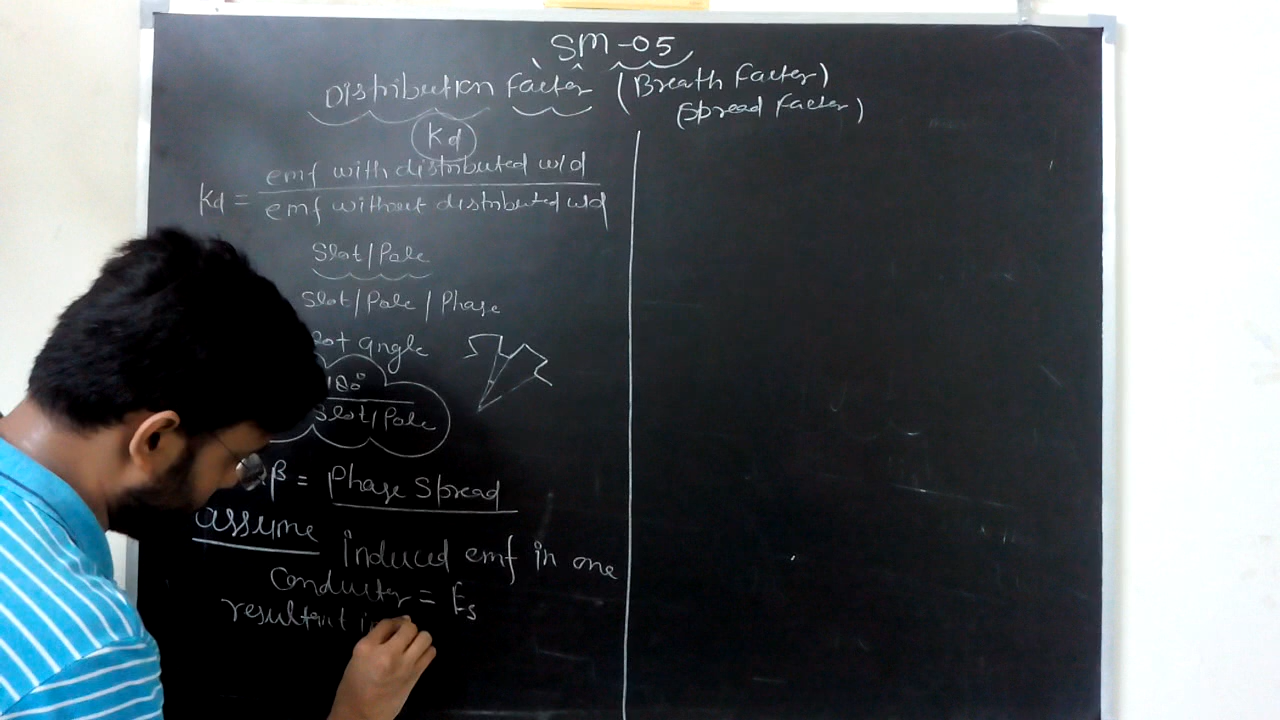 SM-05
Distribution factor (Breath factor)
(Spread factor)
Kd
Kd = emf with distributed w/d
emf without distributed w/d
Slot/Pole
Slot/Pole/Phase
angle
180°
Slot/Pole
β = Phase Spread
assume
induced emf in one
Conductor = Es
resultant